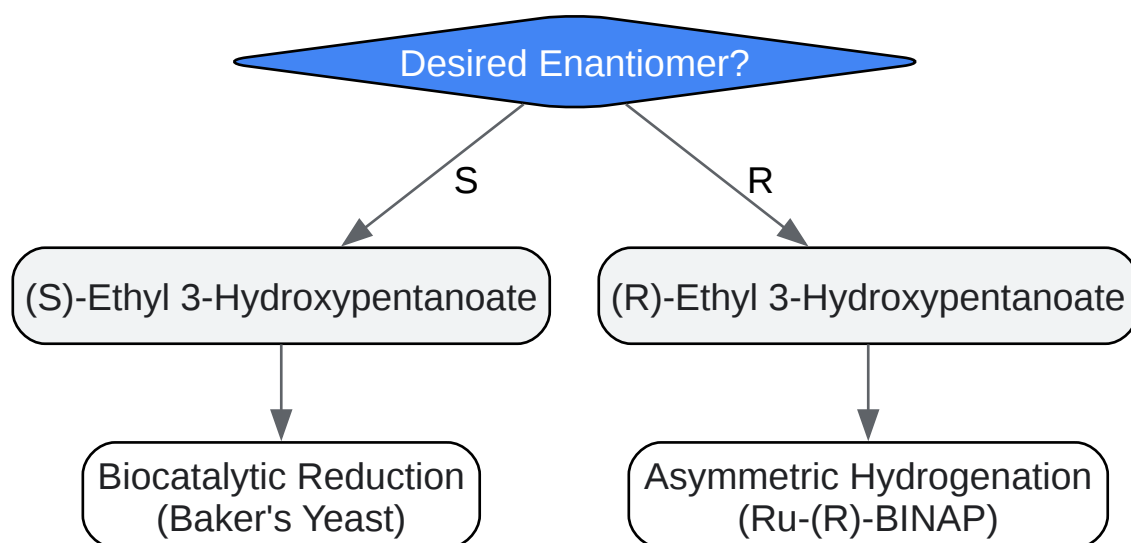 Desired Enantiomer?
S
R
(S)-Ethyl 3-Hydroxypentanoate
(R)-Ethyl 3-Hydroxypentanoate
Biocatalytic Reduction
(Baker's Yeast)
Asymmetric Hydrogenation
(Ru-(R)-BINAP)